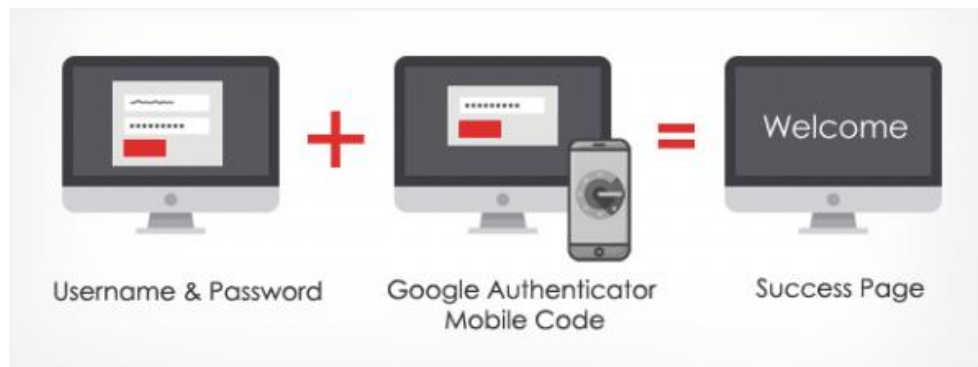 Welcome
Username & Password
Google Authenticator
Mobile Code
Success Page